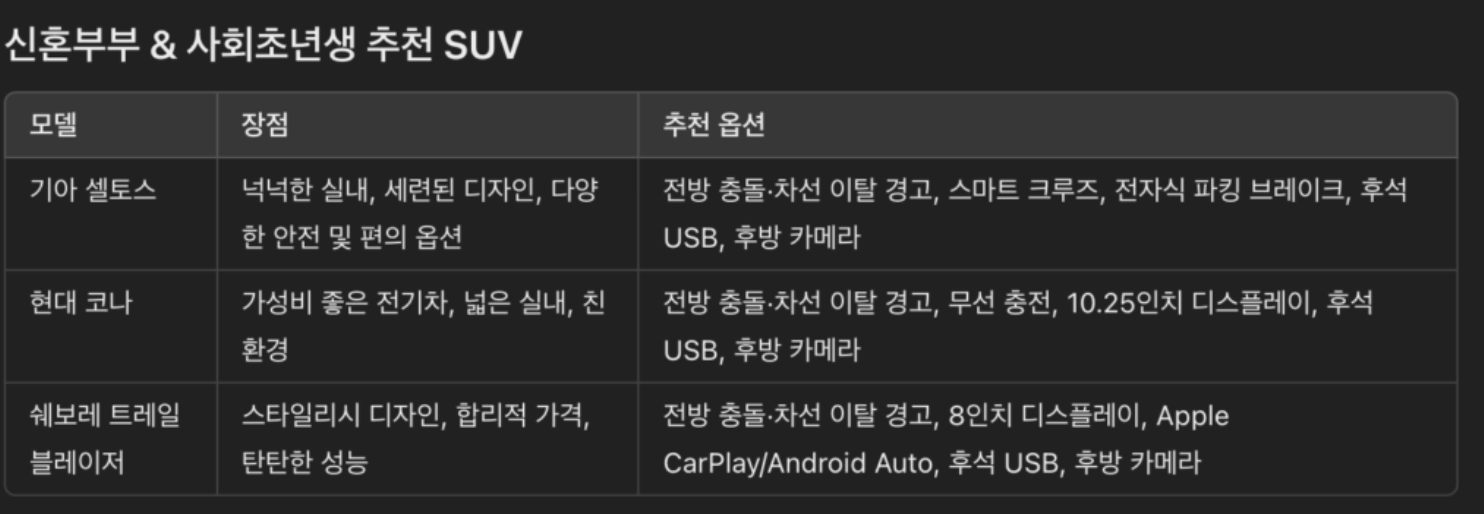 신혼부부 & 사회초년생 추천 SUV
모델 장점 추천 옵션
기아 셀토스
넉넉한 실내, 세련된 디자인, 다양
한 안전 및 편의 옵션
전방 충돌·차선 이탈 경고, 스마트 크루즈, 전자식 파킹 브레이크, 후석
USB, 후방 카메라
현대 코나
가성비 좋은 전기차, 넓은 실내, 친
환경
전방 충돌·차선 이탈 경고, 무선 충전, 10.25인치 디스플레이, 후석
USB, 후방 카메라
쉐보레 트레일
블레이저
스타일리시 디자인, 합리적 가격,
탄탄한 성능
전방 충돌·차선 이탈 경고, 8인치 디스플레이, Apple
CarPlay/Android Auto, 후석 USB, 후방 카메라